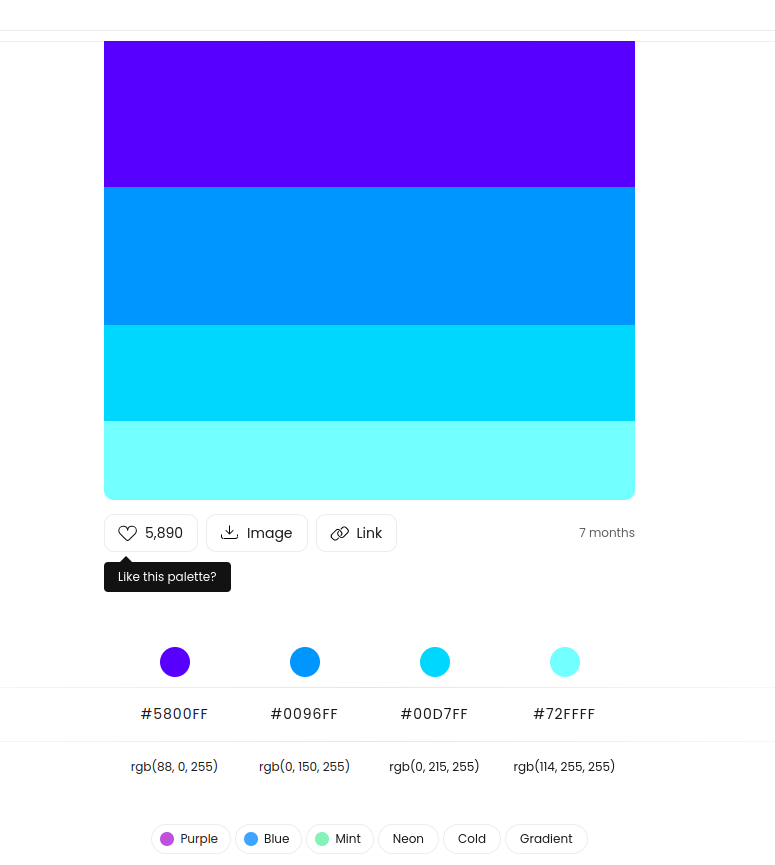 5,890 Image Link 7 months
Like this palette?
#5800FF #0096FF #00D7FF #72FFFF
rgb(88, 0, 255) rgb(0, 150, 255) rgb(0, 215, 255) rgb(114, 255, 255)
Purple Blue Mint Neon Cold Gradient